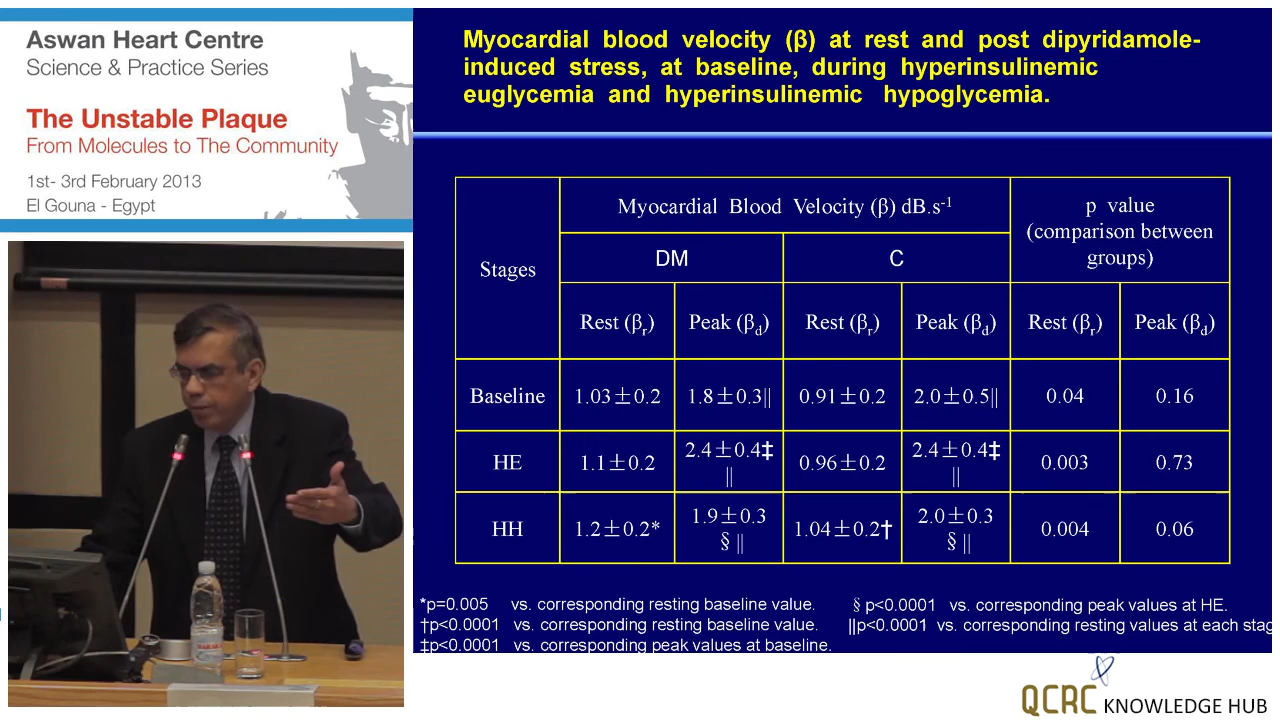 Aswan Heart Centre
Science & Practice Series
The Unstable Plaque
From Molecules to The Community
1st- 3rd February 2013
El Gouna - Egypt
Myocardial blood velocity (β) at rest and post dipyridamole-
induced stress, at baseline, during hyperinsulinemic
euglycemia and hyperinsulinemic hypoglycemia.
Stages
Myocardial Blood Velocity (β) dB.s-1
p value
(comparison between
groups)
DM
C
Rest (βr)
Peak (βd)
Rest (βr)
Peak (βd)
Rest (βr)
Peak (βd)
Baseline
1.03±0.2
1.8±0.3||
0.91±0.2
2.0±0.5||
0.04
0.16
HE
1.1±0.2
2.4±0.4‡
||
0.96±0.2
2.4±0.4‡
||
0.003
0.73
HH
1.2±0.2*
1.9±0.3
§ ||
1.04±0.2†
2.0±0.3
§ ||
0.004
0.06
*p=0.005 vs. corresponding resting baseline value.
†p<0.0001 vs. corresponding resting baseline value.
‡p<0.0001 vs. corresponding peak values at baseline.
§ p<0.0001 vs. corresponding peak values at HE.
||p<0.0001 vs. corresponding resting values at each stag
QCRC KNOWLEDGE HUB